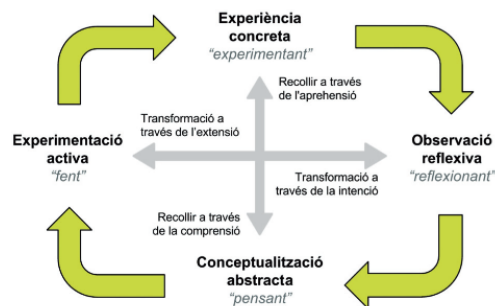 Experiència
concreta
“experimentant”
Recollir a través
de l'aprehensió
Transformació a
través de l’extensió
Experimentació
activa
“fent”
Observació
reflexiva
“reflexionant”
Transformació a
través de la intenció
Recollir a través
de la comprensió
Conceptualització
abstracta
“pensant”